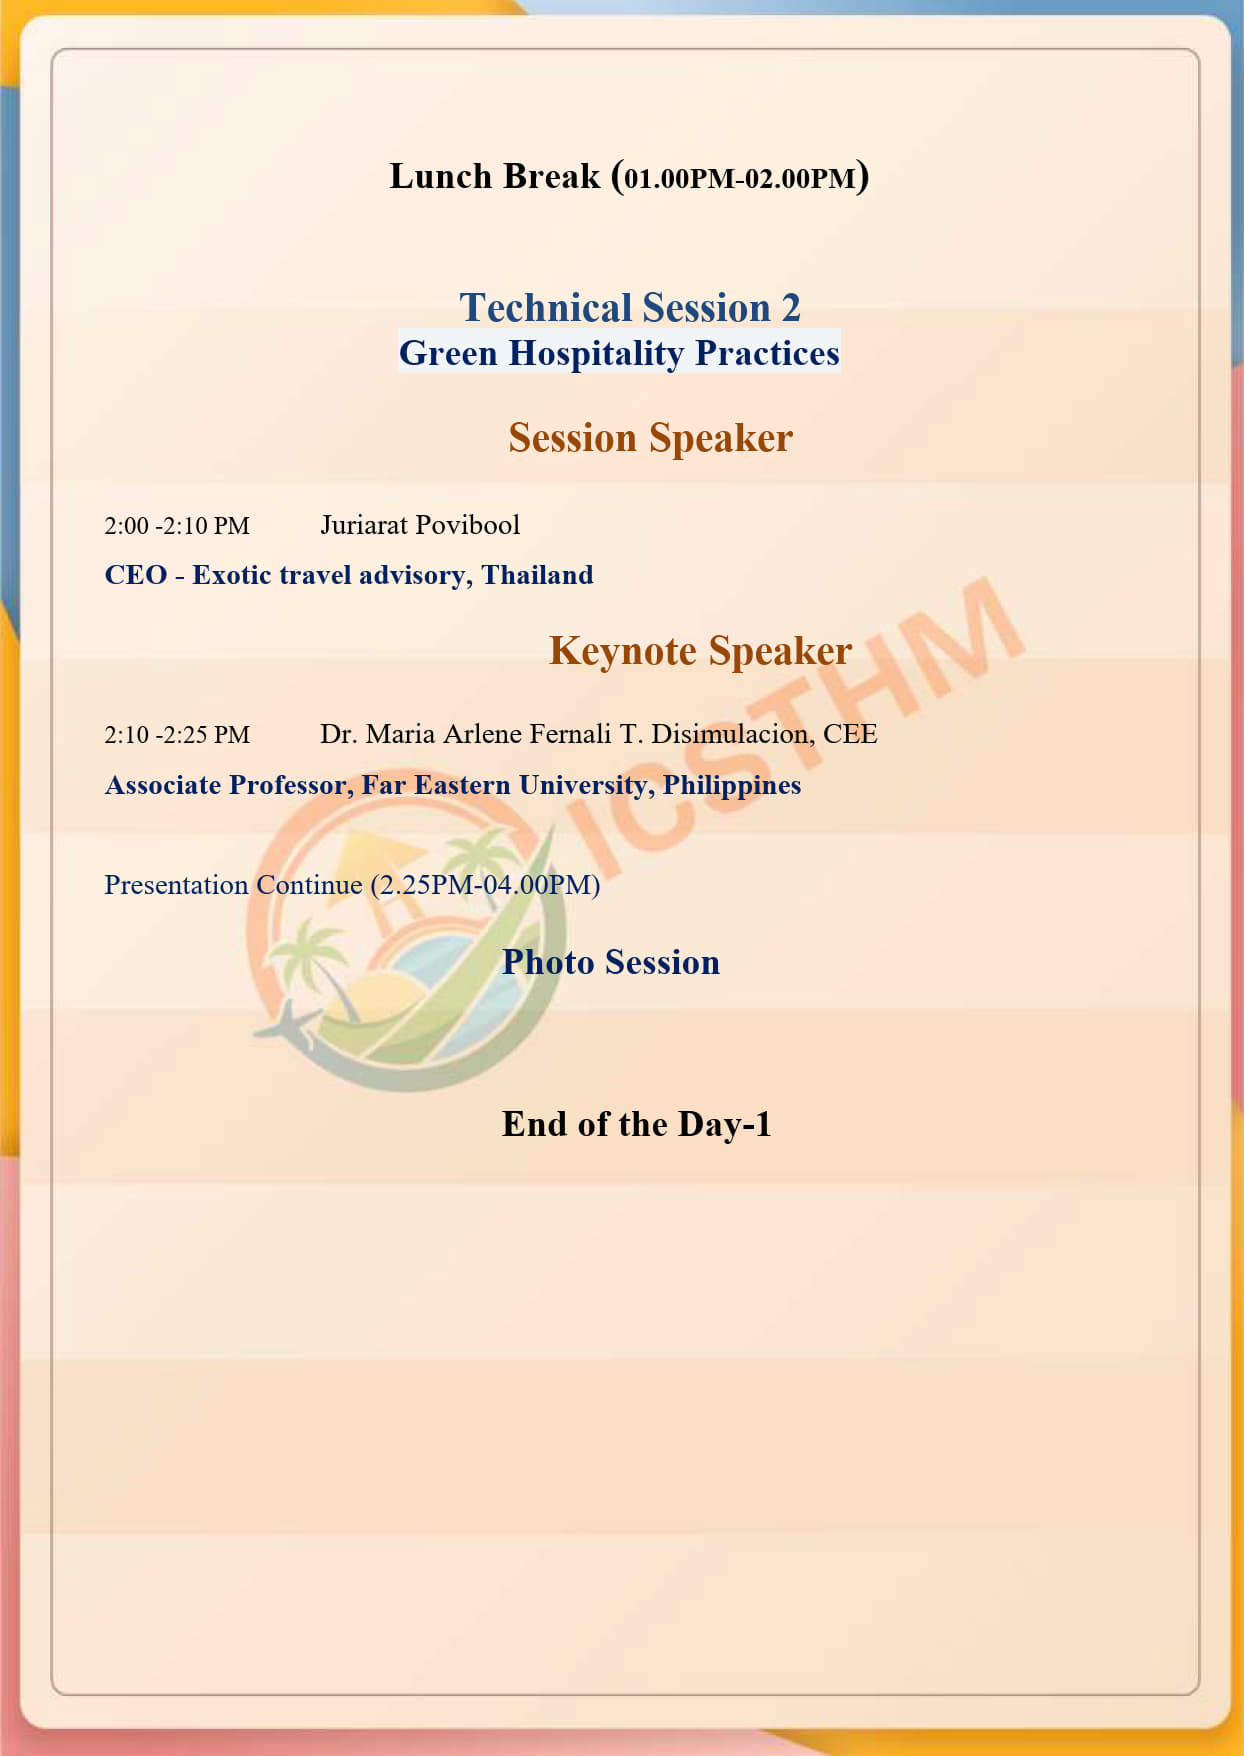 Lunch Break (01.00PM-02.00PM)
Technical Session 2
Green Hospitality Practices
Session Speaker
2:00 -2:10 PM Juriarat Povibool
CEO - Exotic travel advisory, Thailand
Keynote Speaker
2:10 -2:25 PM Dr. Maria Arlene Fernali T. Disimulacion, CEE
Associate Professor, Far Eastern University, Philippines
ICSTHM
Presentation Continue (2.25PM-04.00PM)
Photo Session
End of the Day-1